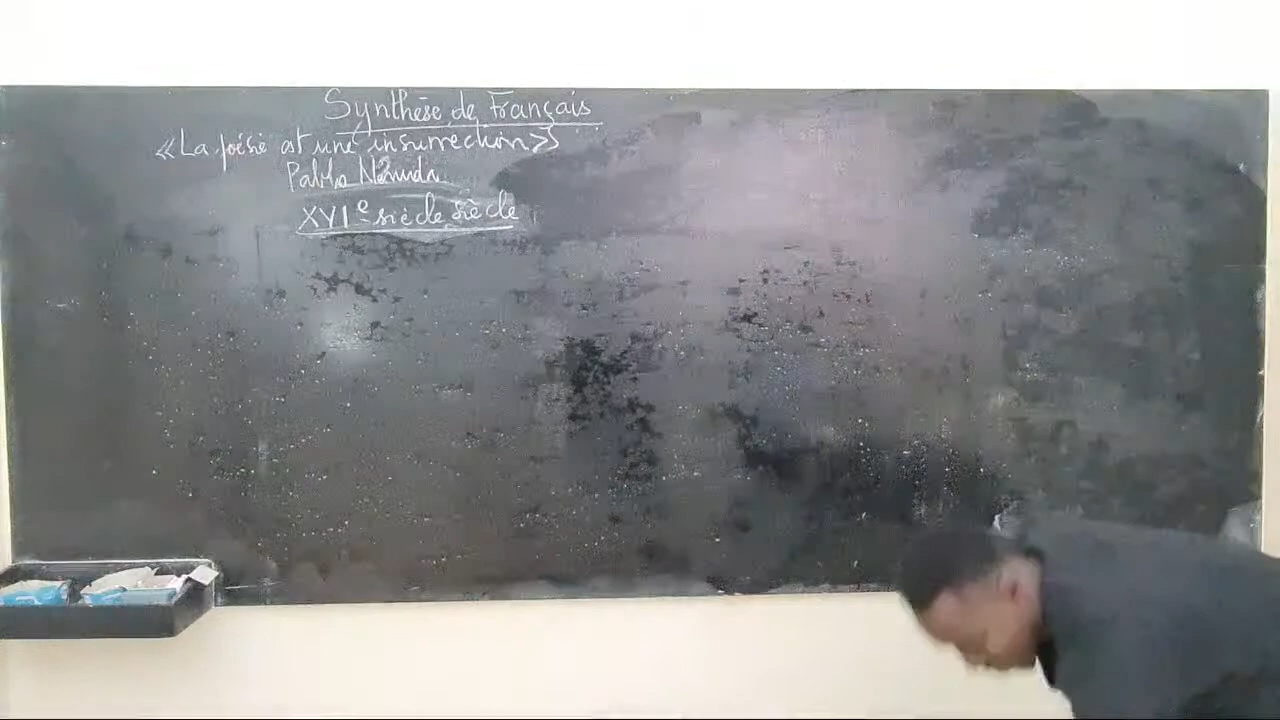 Synthèse de Français
«La poésie est une insurrection»
Pablo Neruda
XVIe siècle siècle